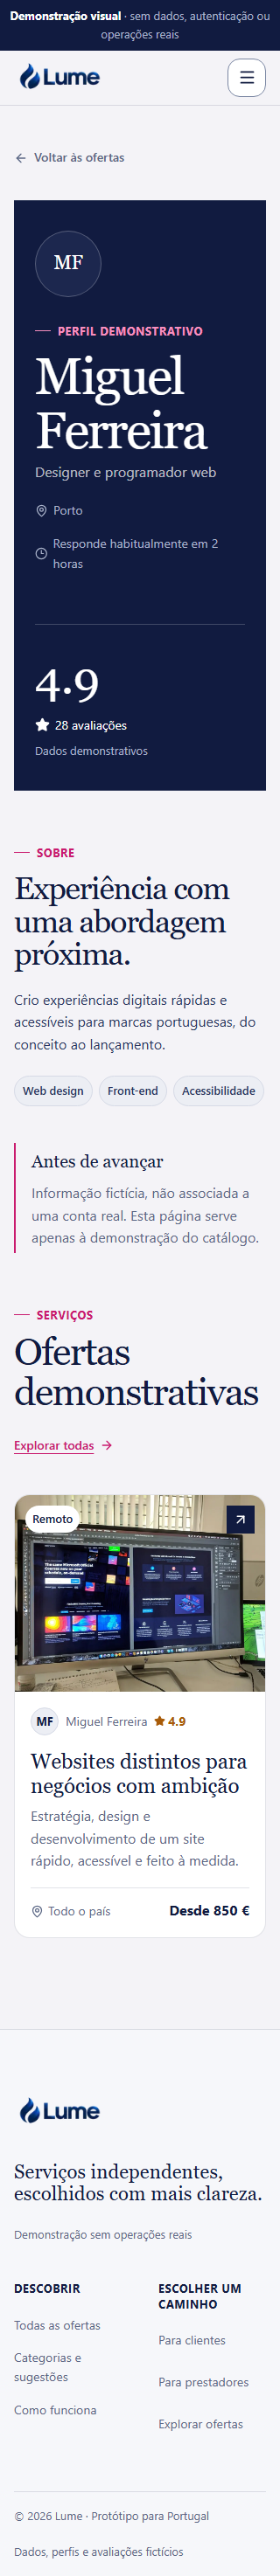 Demonstração visual · sem dados, autenticação ou
operações reais
Lume
Voltar às ofertas
MF
PERFIL DEMONSTRATIVO
Miguel
Ferreira
Designer e programador web
Porto
Responde habitualmente em 2
horas
4.9
28 avaliações
Dados demonstrativos
SOBRE
Experiência com
uma abordagem
próxima.
Crio experiências digitais rápidas e
acessíveis para marcas portuguesas, do
conceito ao lançamento.
Web design
Front-end
Acessibilidade
Antes de avançar
Informação fictícia, não associada a
uma conta real. Esta página serve
apenas à demonstração do catálogo.
SERVIÇOS
Ofertas
demonstrativas
Explorar todas
Remoto
MF Miguel Ferreira 4.9
Websites distintos para
negócios com ambição
Estratégia, design e
desenvolvimento de um site
rápido, acessível e feito à medida.
Todo o país
Desde 850 €
Lume
Serviços independentes,
escolhidos com mais clareza.
Demonstração sem operações reais
DESCOBRIR
Todas as ofertas
Categorias e
sugestões
Como funciona
ESCOLHER UM
CAMINHO
Para clientes
Para prestadores
Explorar ofertas
© 2026 Lume · Protótipo para Portugal
Dados, perfis e avaliações fictícios